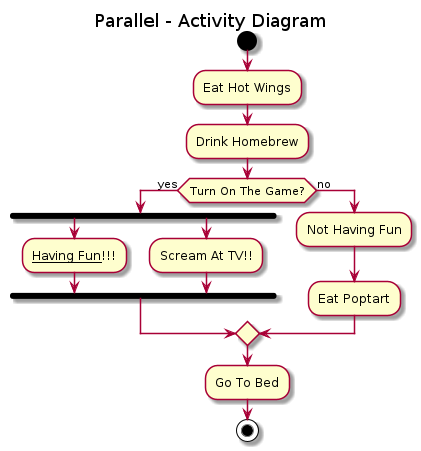 Parallel - Activity Diagram
Eat Hot Wings
Drink Homebrew
yes
Turn On The Game?
no
Having Fun!!!
Scream At TV!!
Not Having Fun
Eat Poptart
Go To Bed